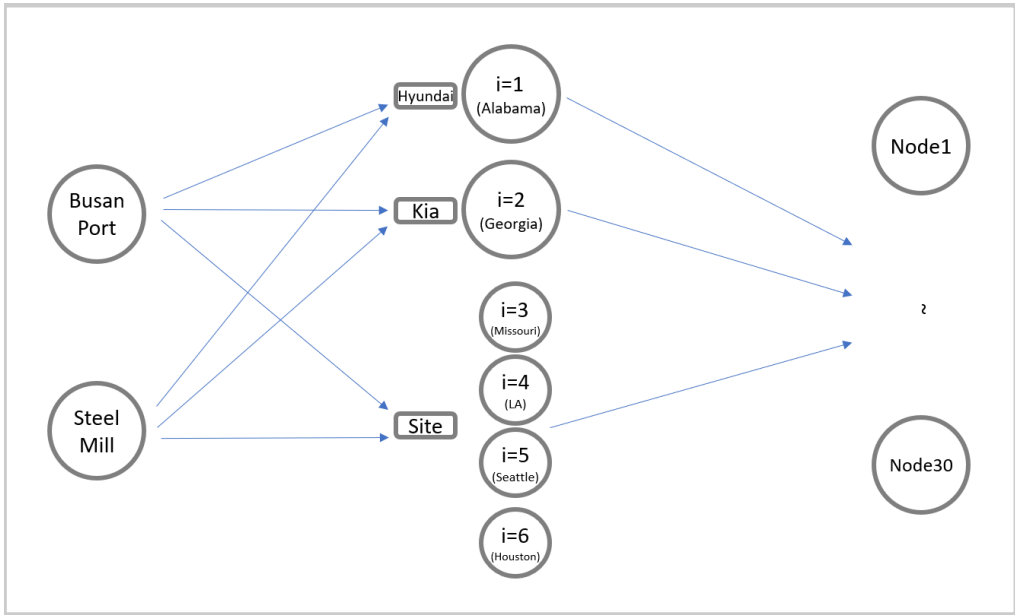 Busan
Port
Steel
Mill
Hyundai
i=1
(Alabama)
Kia
i=2
(Georgia)
i=3
(Missouri)
i=4
(LA)
Site
i=5
(Seattle)
i=6
(Houston)
Node1
~
Node30